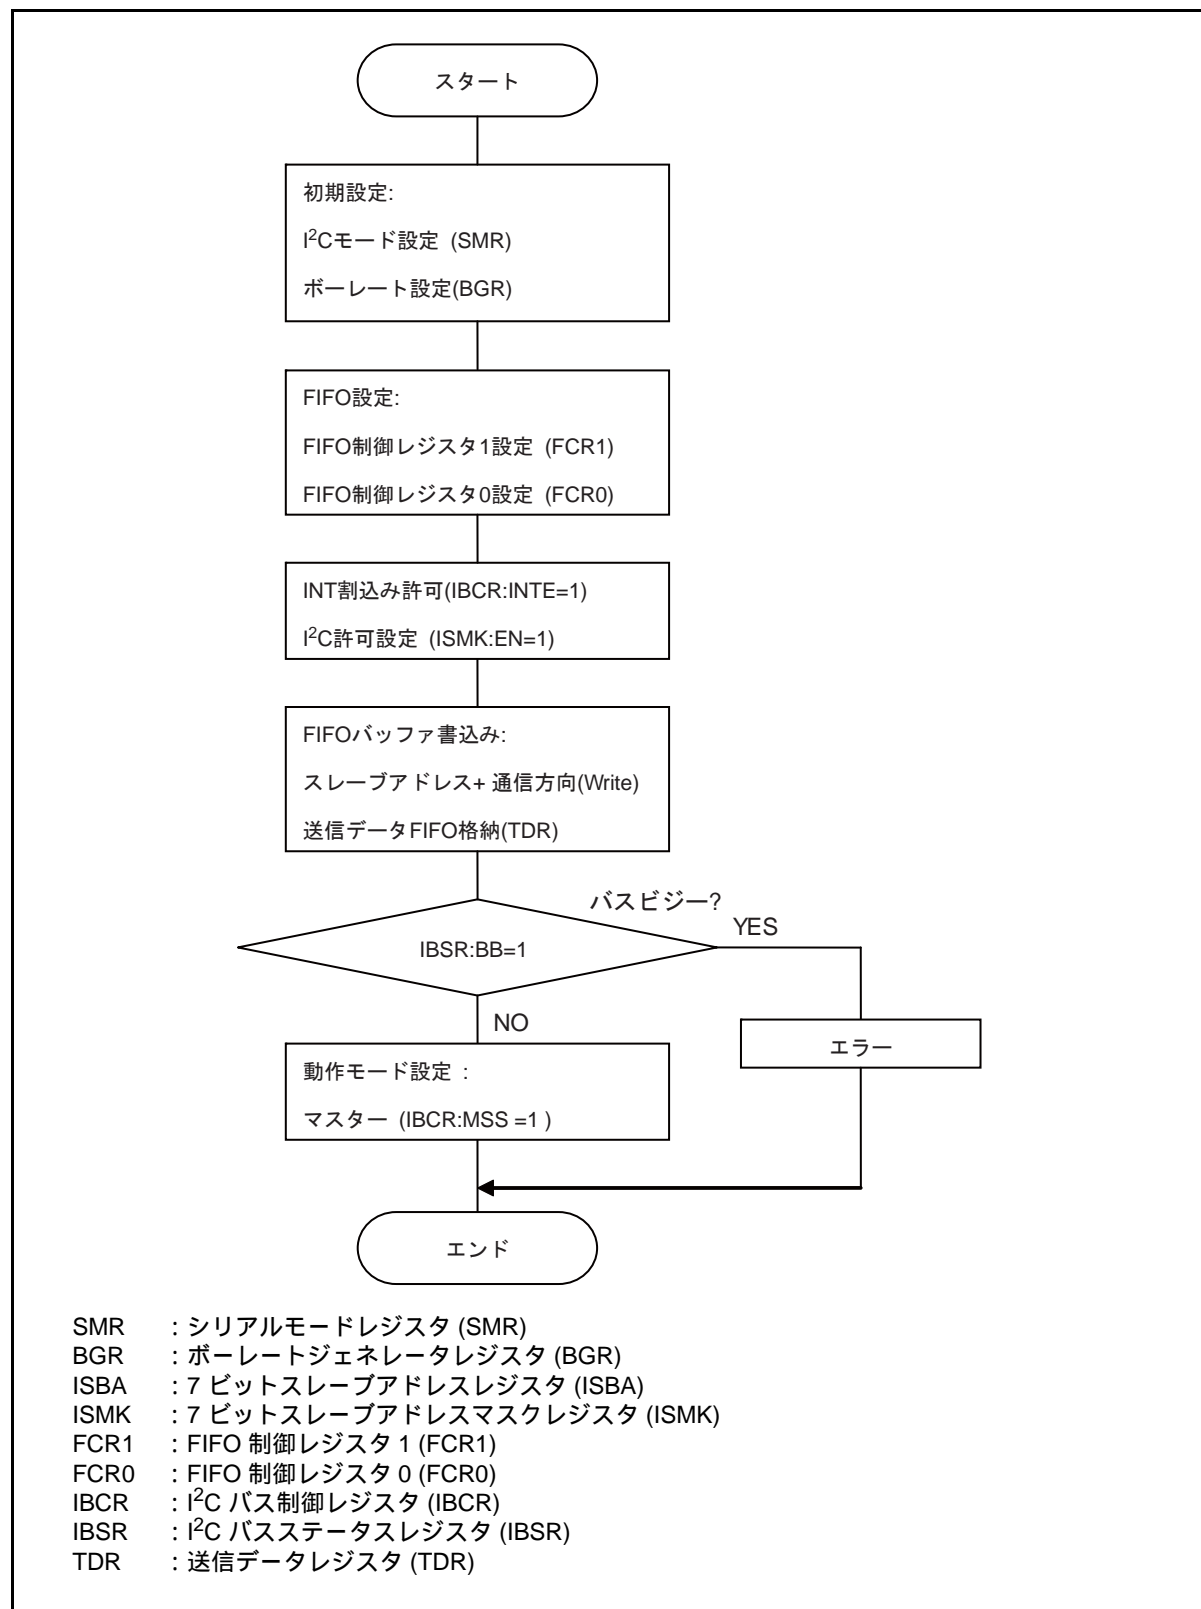 スタート
初期設定:
I²Cモード設定 (SMR)
ボーレート設定(BGR)
FIFO設定:
FIFO制御レジスタ1設定 (FCR1)
FIFO制御レジスタ0設定 (FCR0)
INT割込み許可(IBCR:INTE=1)
I²C許可設定 (ISMK:EN=1)
FIFOバッファ書込み:
スレーブアドレス+ 通信方向(Write)
送信データFIFO格納(TDR)
バスビジー?
YES
IBSR:BB=1
NO
エラー
動作モード設定 :
マスター (IBCR:MSS =1 )
エンド
SMR : シリアルモードレジスタ (SMR)
BGR : ボーレートジェネレータレジスタ (BGR)
ISBA : 7 ビットスレーブアドレスレジスタ (ISBA)
ISMK : 7 ビットスレーブアドレスマスクレジスタ (ISMK)
FCR1 : FIFO 制御レジスタ 1 (FCR1)
FCR0 : FIFO 制御レジスタ 0 (FCR0)
IBCR : I²C バス制御レジスタ (IBCR)
IBSR : I²C バスステータスレジスタ (IBSR)
TDR : 送信データレジスタ (TDR)